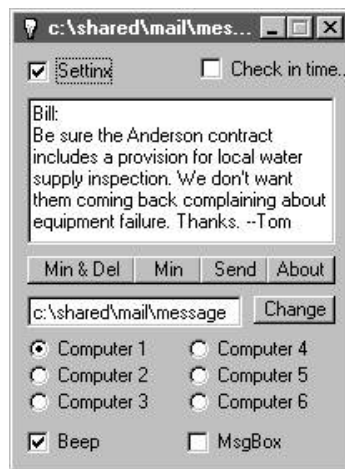 c:\shared\mail\mes...
Settinx Check in time..
Bill:
Be sure the Anderson contract
includes a provision for local water
supply inspection. We don't want
them coming back complaining about
equipment failure. Thanks. --Tom
Min & Del Min Send About
c:\shared\mail\message Change
Computer 1 Computer 4
Computer 2 Computer 5
Computer 3 Computer 6
Beep MsgBox